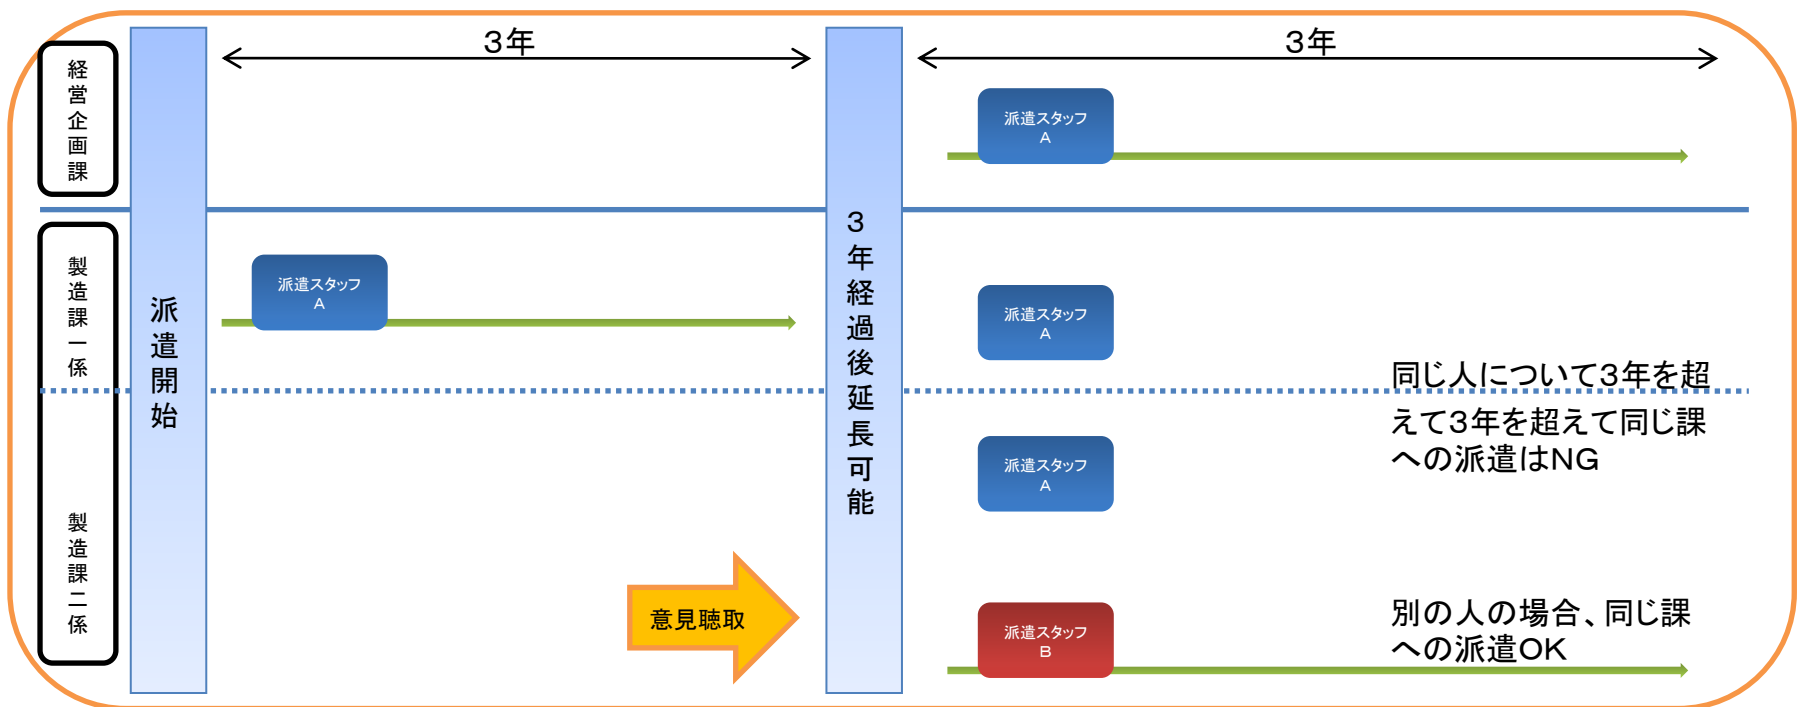 経営企画課
製造課一係
製造課二係
派遣開始
3年
派遣スタッフ
A
意見聴取
3年経過後延長可能
3年
派遣スタッフ
A
派遣スタッフ
A
派遣スタッフ
A
同じ人について3年を超
えて3年を超えて同じ課
への派遣はNG
派遣スタッフ
B
別の人の場合、同じ課
への派遣OK